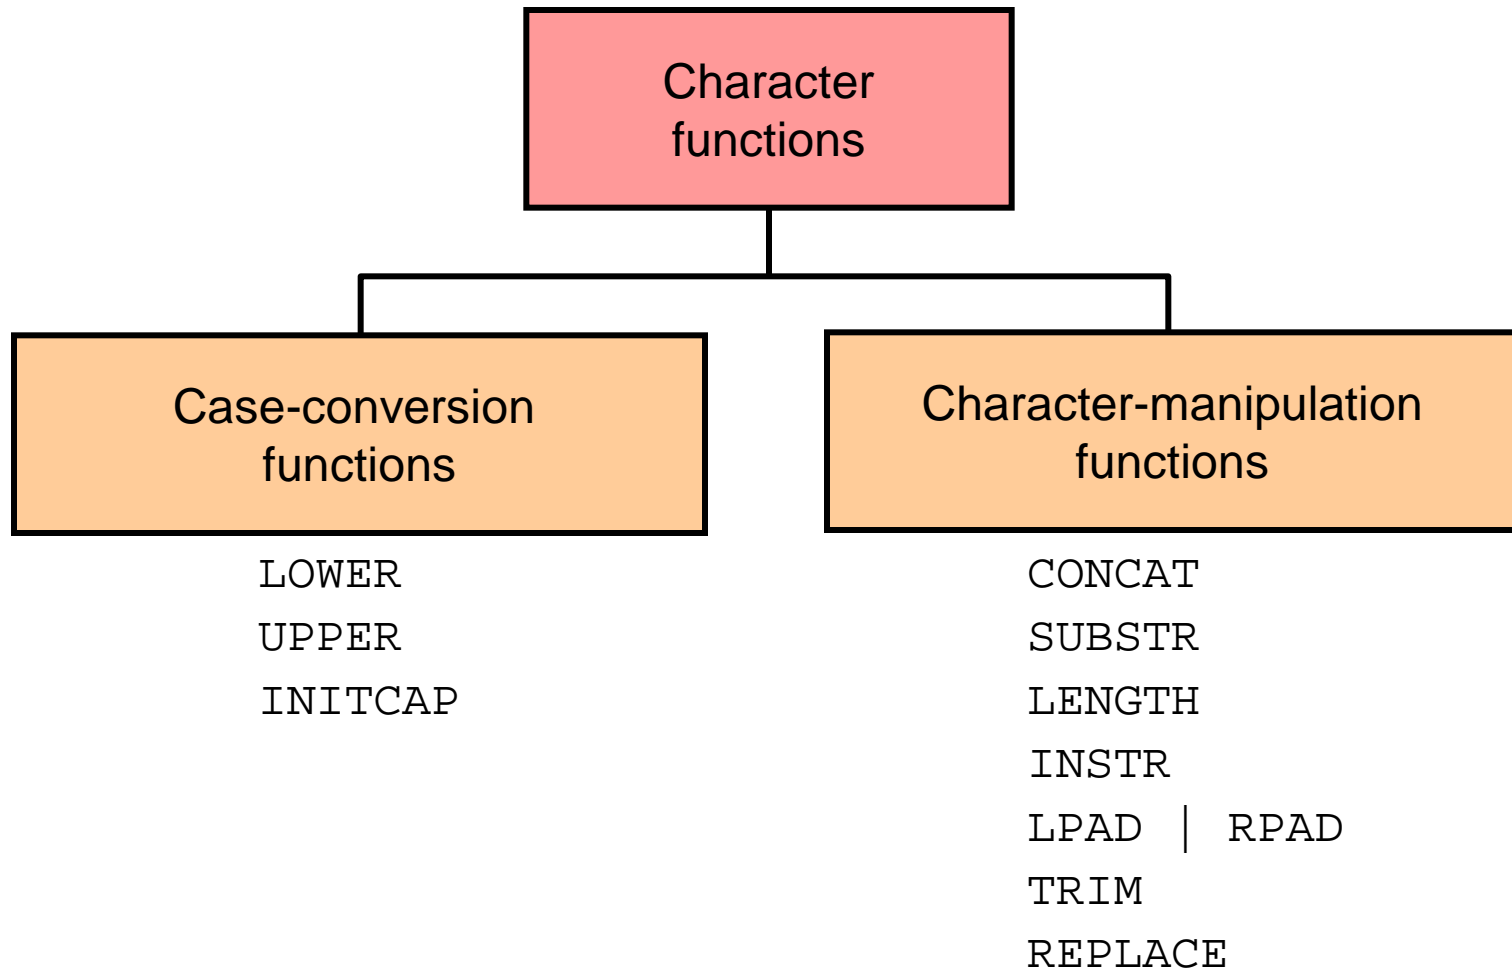 Character
functions
Case-conversion
functions
LOWER
UPPER
INITCAP
Character-manipulation
functions
CONCAT
SUBSTR
LENGTH
INSTR
LPAD | RPAD
TRIM
REPLACE